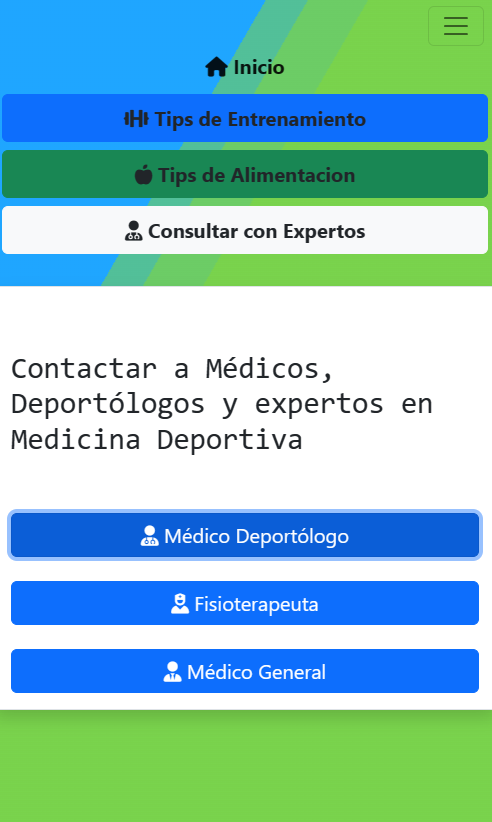 Inicio
Tips de Entrenamiento
Tips de Alimentacion
Consultar con Expertos
Contactar a Médicos,
Deportólogos y expertos en
Medicina Deportiva
Médico Deportólogo
Fisioterapeuta
Médico General